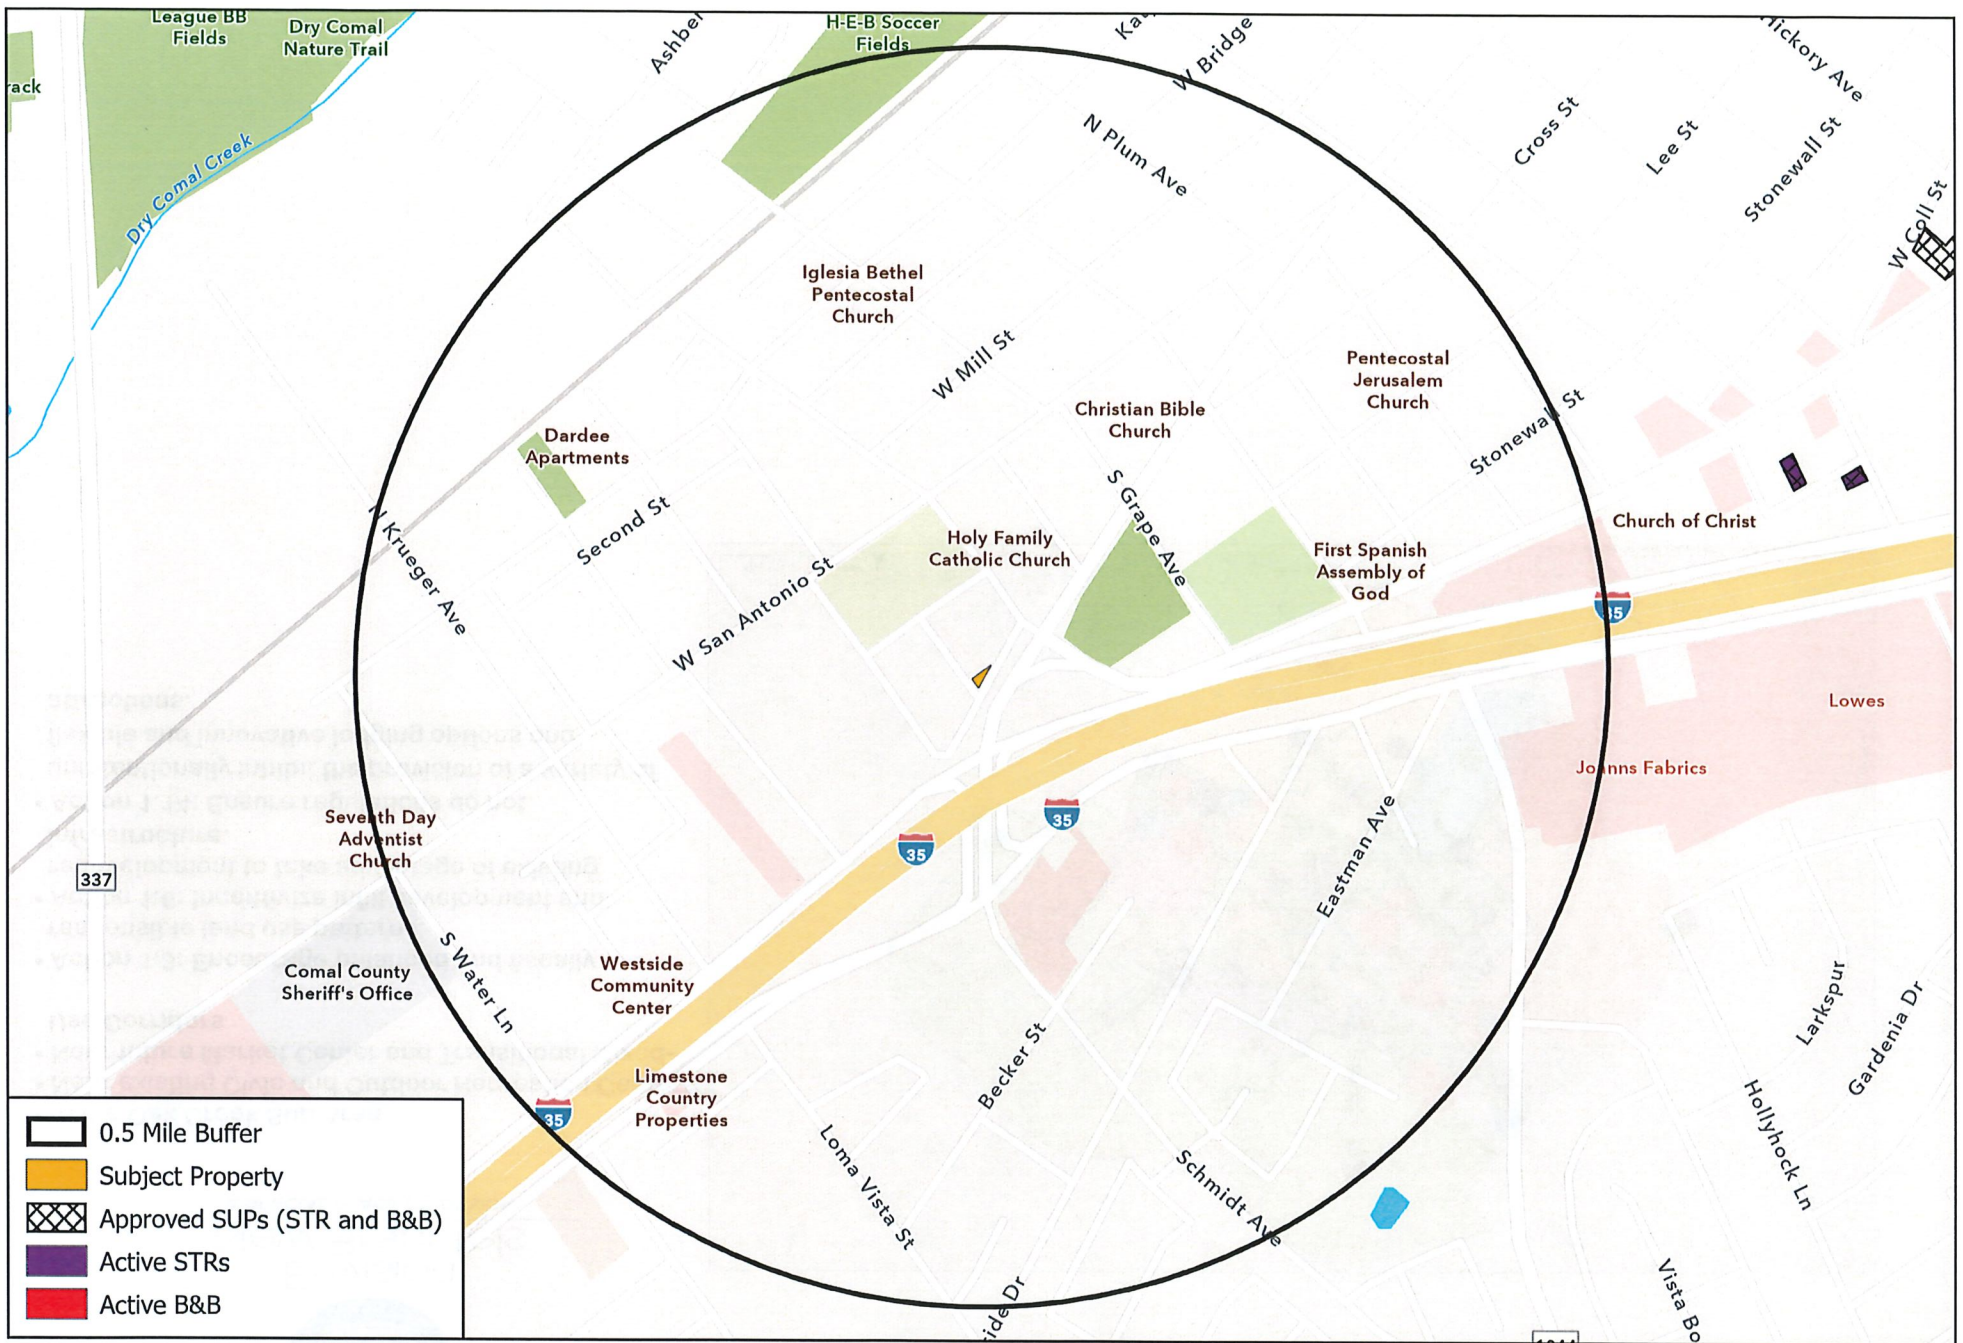 League BB
Fields
Dry Comal
Nature Trail
H-E-B Soccer
Fields
W Bridge
Hickory Ave
Dry Comal Creek
N Plum Ave
Cross St
Lee St
Stonewall St
W Coll St
Iglesia Bethel
Pentecostal
Church
W Mill St
Pentecostal
Jerusalem
Church
Christian Bible
Church
Stonewall St
Dardee
Apartments
N Krueger Ave
Second St
S Grape Ave
Holy Family
Catholic Church
First Spanish
Assembly of
God
Church of Christ
W San Antonio St
35
Lowes
Joanns Fabrics
Seventh Day
Adventist
Church
35
35
337
Eastman Ave
S Water Ln
Comal County
Sheriff's Office
Westside
Community
Center
Larkspur
Gardenia Dr
Becker St
Limestone
Country
Properties
35
Hollyhock Ln
Loma Vista St
Schmidt Ave
0.5 Mile Buffer
Subject Property
Approved SUPs (STR and B&B)
Active STRs
Active B&B